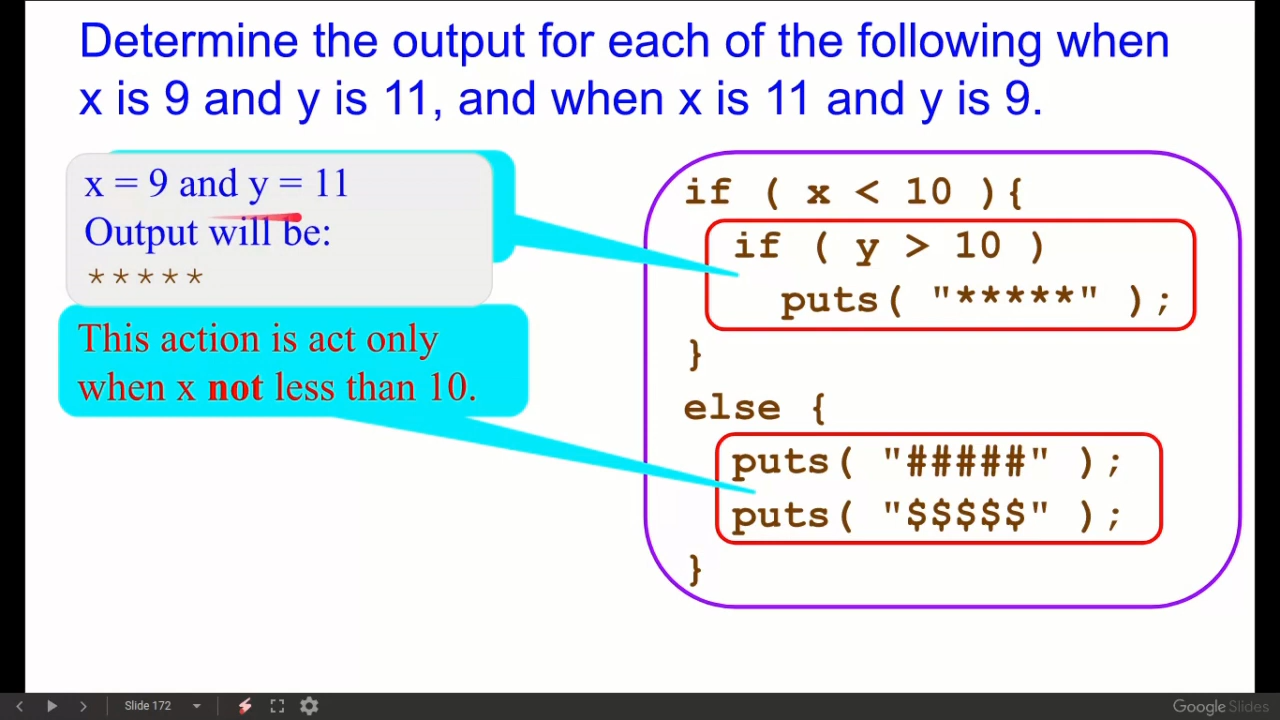 Determine the output for each of the following when
x is 9 and y is 11, and when x is 11 and y is 9.
x = 9 and y = 11
Output will be:
*****
This action is act only
when x not less than 10.
if ( x < 10 ){
if ( y > 10 )
puts( "*****" );
}
else {
puts( "#####" );
puts( "$$$$$" );
}
Slide 172
Google Slides